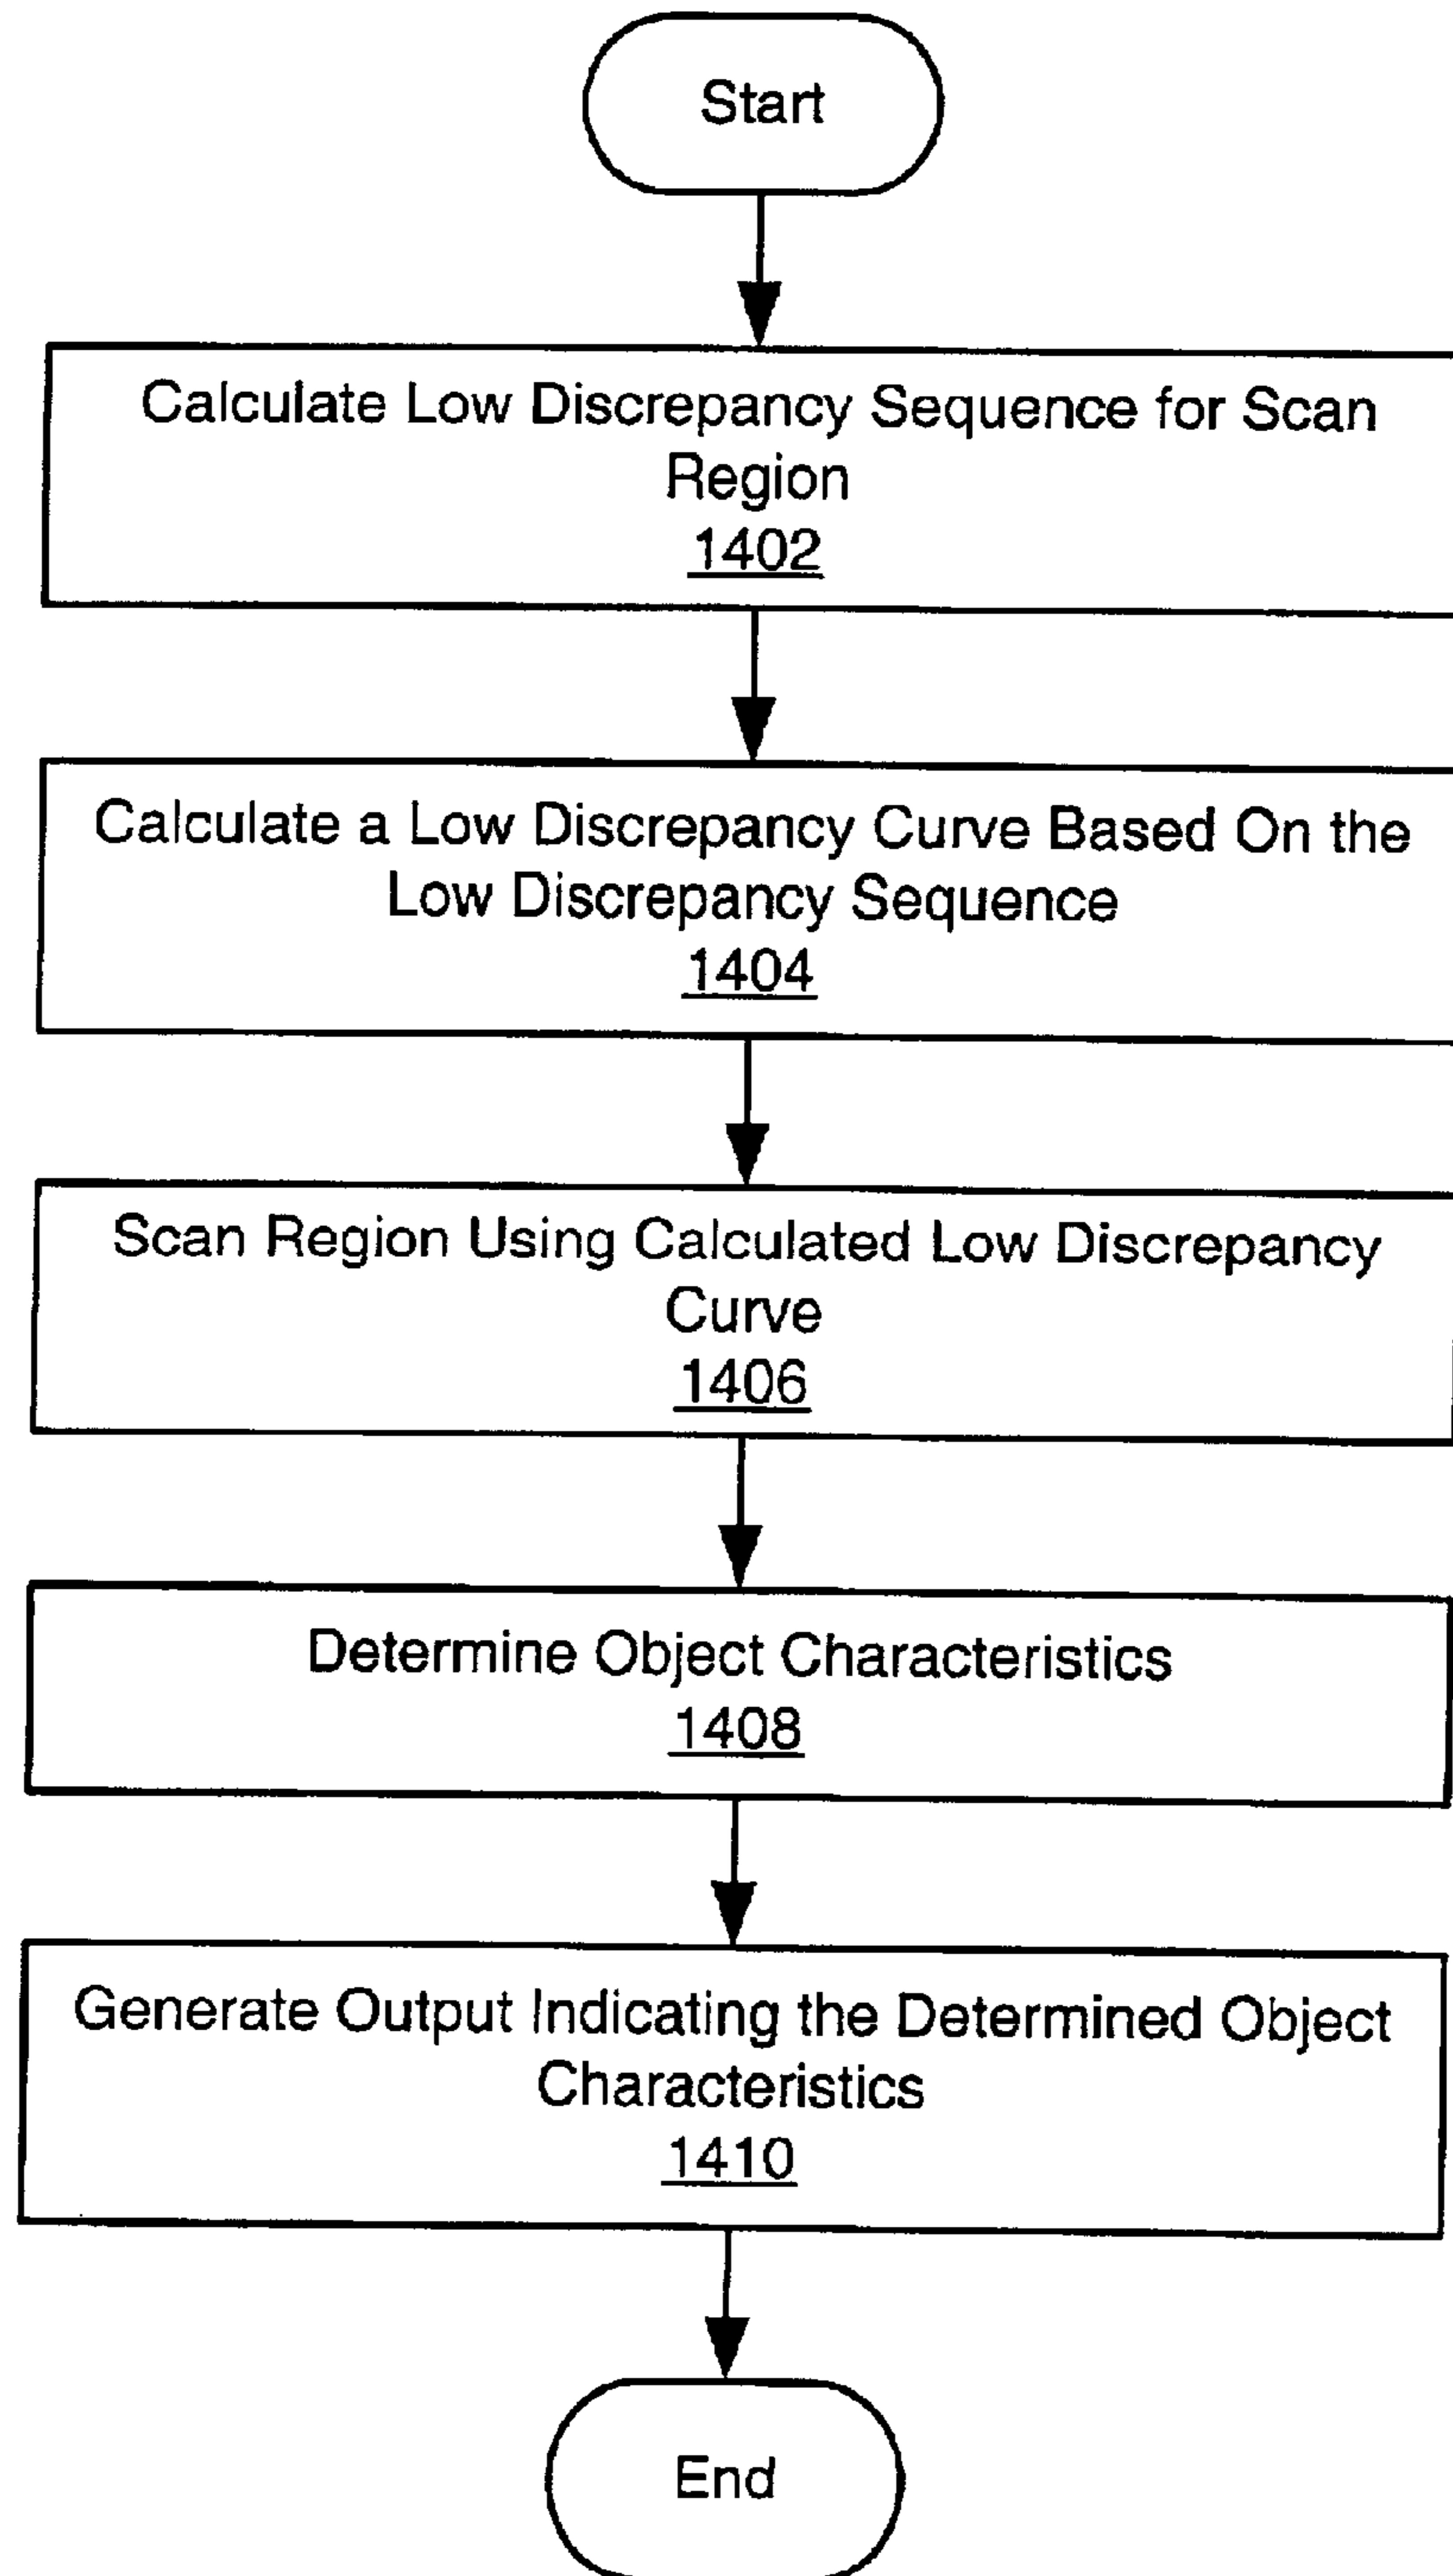 Start
Calculate Low Discrepancy Sequence for Scan
Region
1402
Calculate a Low Discrepancy Curve Based On the
Low Discrepancy Sequence
1404
Scan Region Using Calculated Low Discrepancy
Curve
1406
Determine Object Characteristics
1408
Generate Output Indicating the Determined Object
Characteristics
1410
End